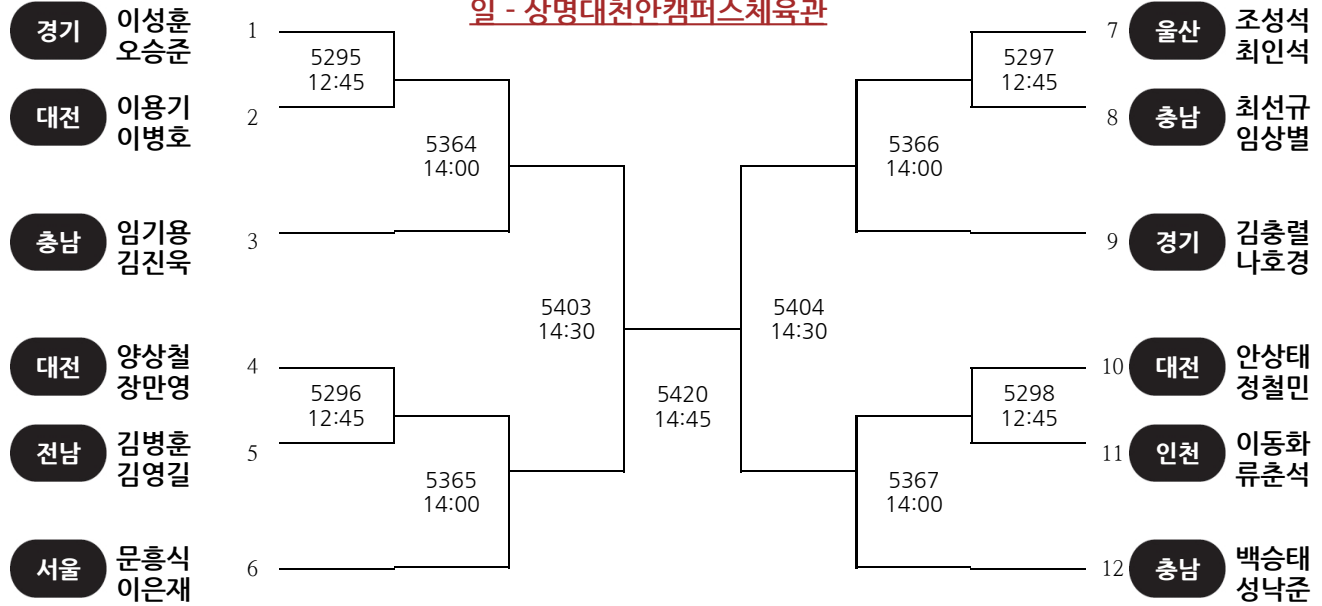 일 - 상명대천안캠퍼스체육관
경기 이성훈 1
오승준
5295
12:45
대전 이용기 2
이병호
5364
14:00
충남 임기용 3
김진욱
5403
14:30
대전 양상철 4
장만영
5296
12:45
전남 김병훈 5
김영길
5365
14:00
서울 문흥식 6
이은재
5420
14:45
7 울산 조성석
최인석
5297
12:45
8 충남 최선규
임상별
5366
14:00
9 경기 김충렬
나호경
5404
14:30
10 대전 안상태
정철민
5298
12:45
11 인천 이동화
류춘석
5367
14:00
12 충남 백승태
성낙준